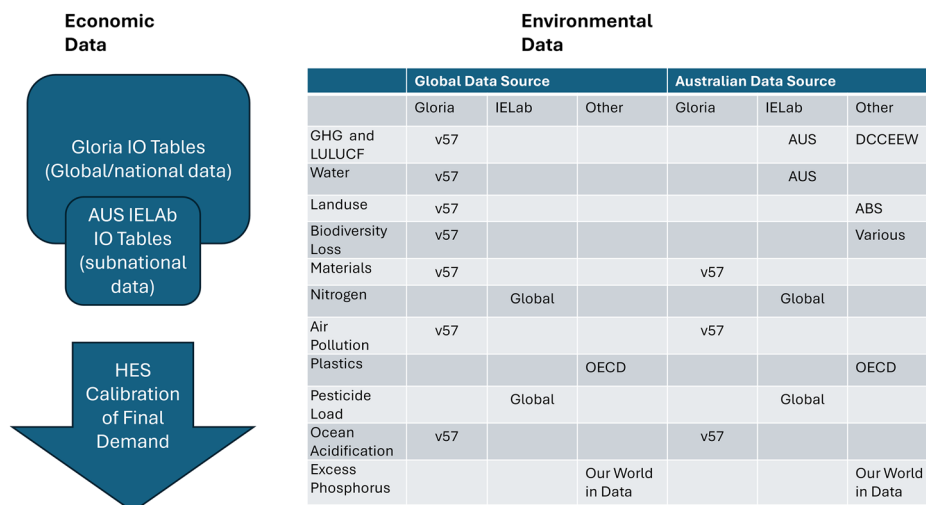 Economic
Data
Gloria IO Tables
(Global/national data)
AUS IELAb
IO Tables
(subnational
data)
HES
Calibration
of Final
Demand
Environmental
Data
Global Data Source Australian Data Source
Gloria IELab Other Gloria IELab Other
GHG and
LULUCF v57 AUS DCCEEW
Water v57 AUS
Landuse v57 ABS
Biodiversity
Loss v57 Various
Materials v57 v57
Nitrogen Global Global
Air
Pollution v57 v57
Plastics OECD OECD
Pesticide
Load Global Global
Ocean
Acidification v57 v57
Excess Our World Our World
Phosphorus in Data in Data